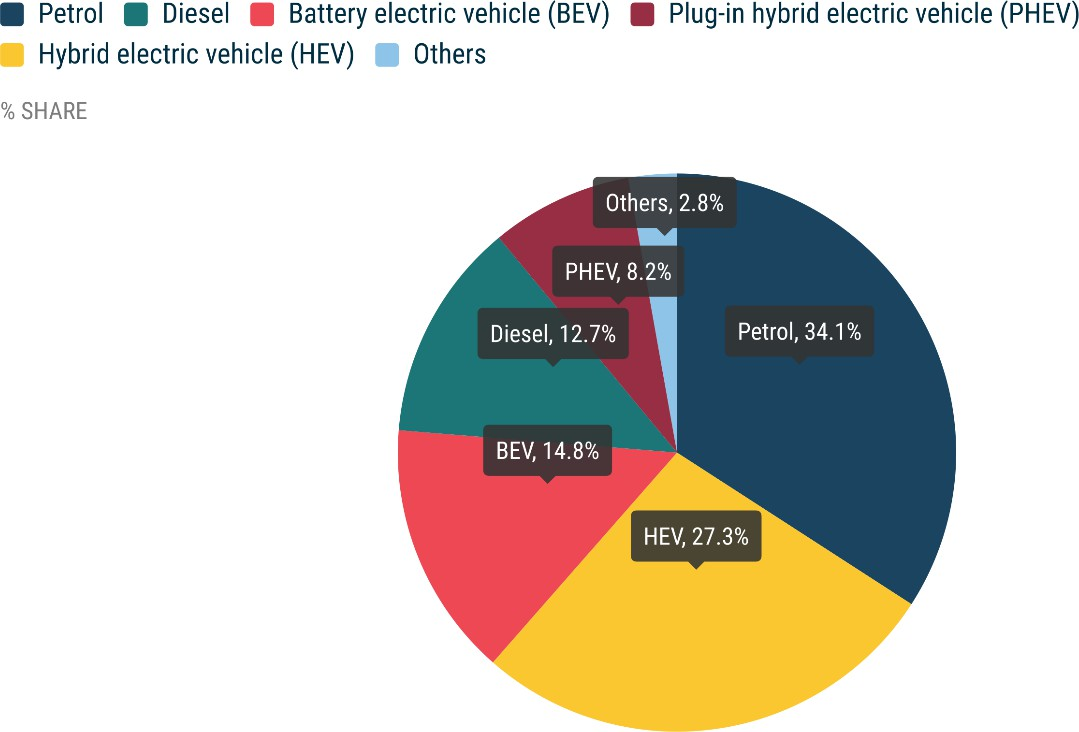 Petrol Diesel Battery electric vehicle (BEV) Plug-in hybrid electric vehicle (PHEV)
Hybrid electric vehicle (HEV) Others
% SHARE
Others, 2.8%
PHEV, 8.2%
Petrol, 34.1%
Diesel, 12.7%
BEV, 14.8%
HEV, 27.3%